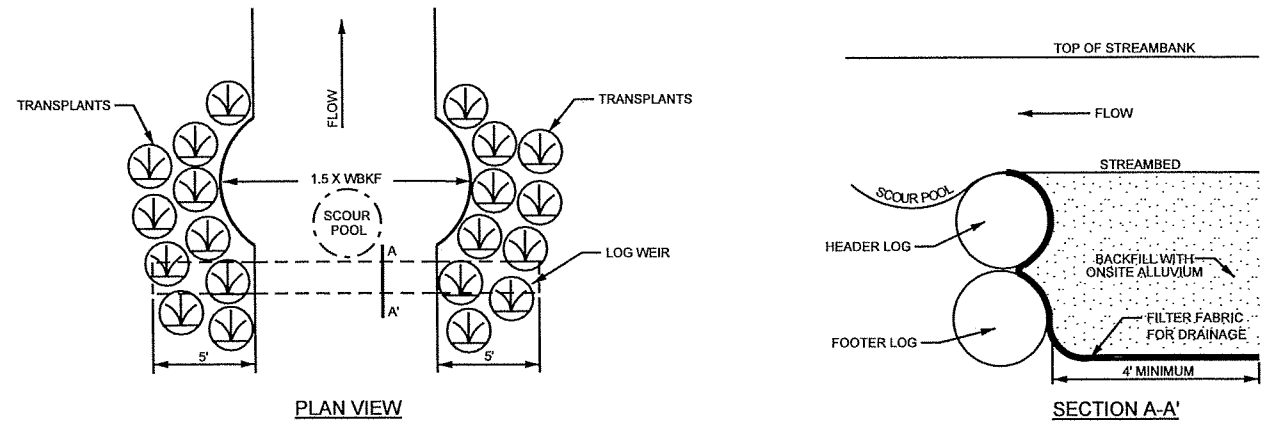 TRANSPLANTS
FLOW
TRANSPLANTS
1.5 X WBKF
SCOUR
POOL
A
LOG WEIR
A'
5'
5'
PLAN VIEW
TOP OF STREAMBANK
FLOW
STREAMBED
SCOUR POOL
HEADER LOG
BACKFILL WITH
ONSITE ALLUVIUM
FILTER FABRIC
FOR DRAINAGE
FOOTER LOG
4' MINIMUM
SECTION A-A'